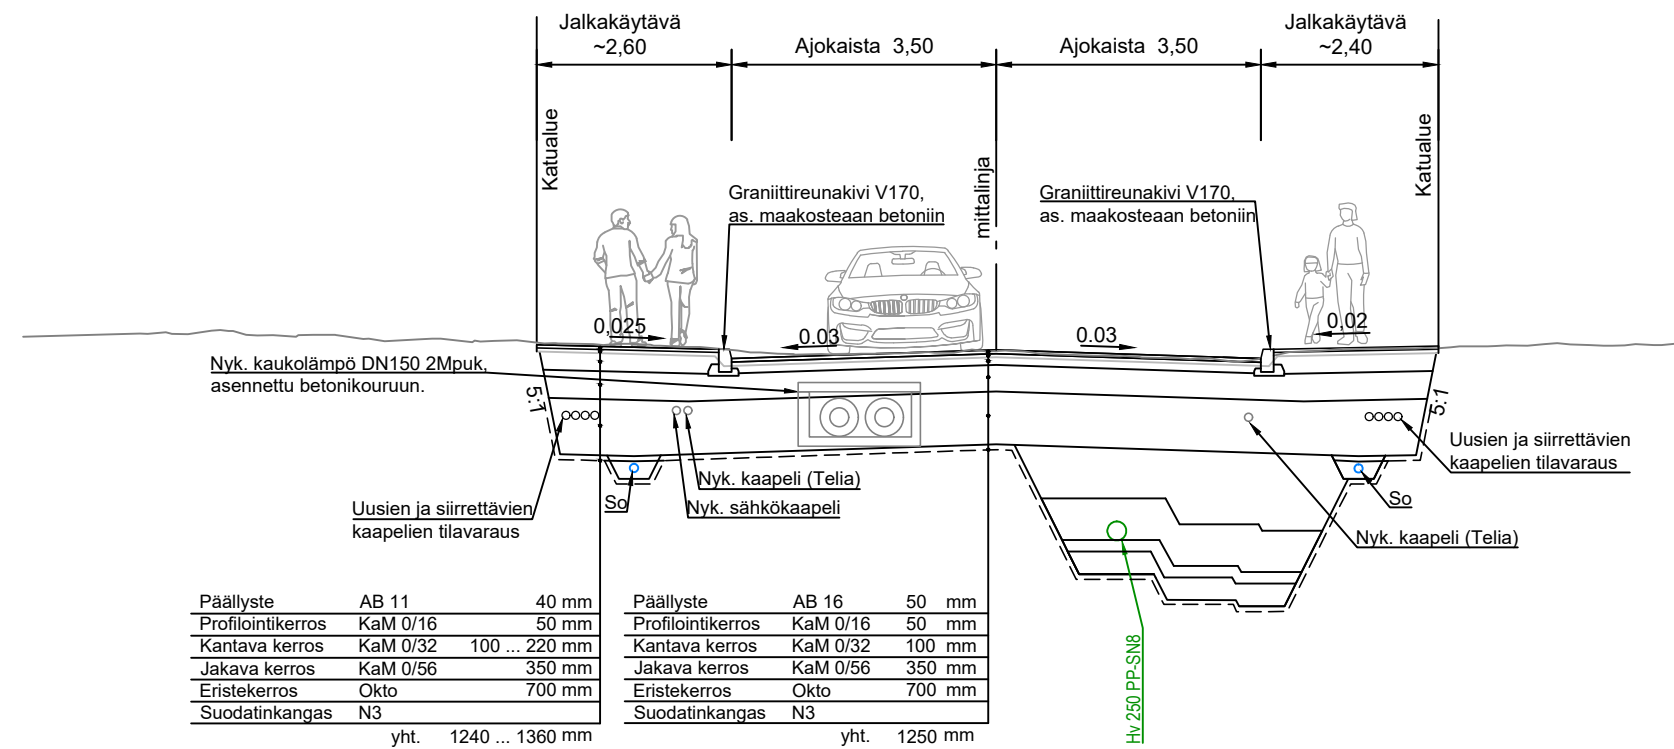 Jalkakäytävä
~2,60
Ajokaista 3,50
Ajokaista 3,50
Jalkakäytävä
~2,40
Katualue
mittalinja
Katualue
Graniittireunakivi V170,
as. maakosteaan betoniin
Graniittireunakivi V170,
as. maakosteaan betoniin
0,025
0.03
0.03
0,02
Nyk. kaukolämpö DN150 2Mpuk,
asennettu betonikouruun.
5:1
5:1
Uusien ja siirrettävien
kaapelien tilavaraus
So
Nyk. kaapeli (Telia)
Nyk. sähkökaapeli
Uusien ja siirrettävien
kaapelien tilavaraus
So
Nyk. kaapeli (Telia)
Hv 250 PP-SN8
Päällyste AB 11 40 mm
Profilointikerros KaM 0/16 50 mm
Kantava kerros KaM 0/32 100 ... 220 mm
Jakava kerros KaM 0/56 350 mm
Eristekerros Okto 700 mm
Suodatinkangas N3
yht. 1240 ... 1360 mm
Päällyste AB 16 50 mm
Profilointikerros KaM 0/16 50 mm
Kantava kerros KaM 0/32 100 mm
Jakava kerros KaM 0/56 350 mm
Eristekerros Okto 700 mm
Suodatinkangas N3
yht. 1250 mm